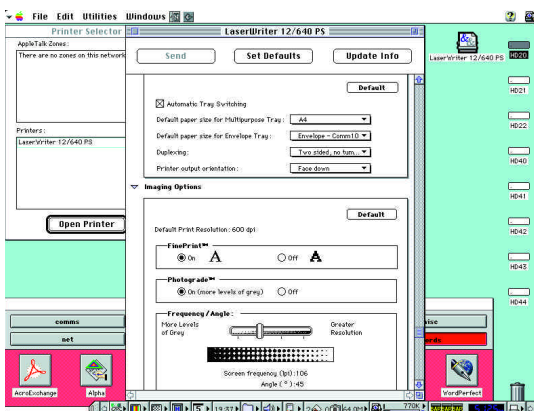 File Edit Utilities Windows
Printer Selector
LaserWriter 12/640 PS
AppleTalk Zones:
There are no zones on this network
Send
Set Defaults
Update Info
LaserWriter 12/640 PS
HD20
Default
Automatic Tray Switching
HD21
Default paper size for Multipurpose Tray:
A4
HD22
Printers:
Default paper size for Envelope Tray:
Envelope - Comm10
LaserWriter 12/640 PS
Duplexing:
Two sided, no tum...
HD40
Printer output orientation:
Face down
Imaging Options
HD41
Open Printer
Default
HD42
Default Print Resolution: 600 dpi
FinePrint™
On A Off A
HD43
Photograde™
On (more levels of grey) Off
HD44
Frequency/Angle:
comms
More Levels
of Grey
Greater
Resolution
net
Screen frequency (lpi):106
Angle (°):45
AcroExchange
Alpha
WordPerfect
19:37
64.0M
770K